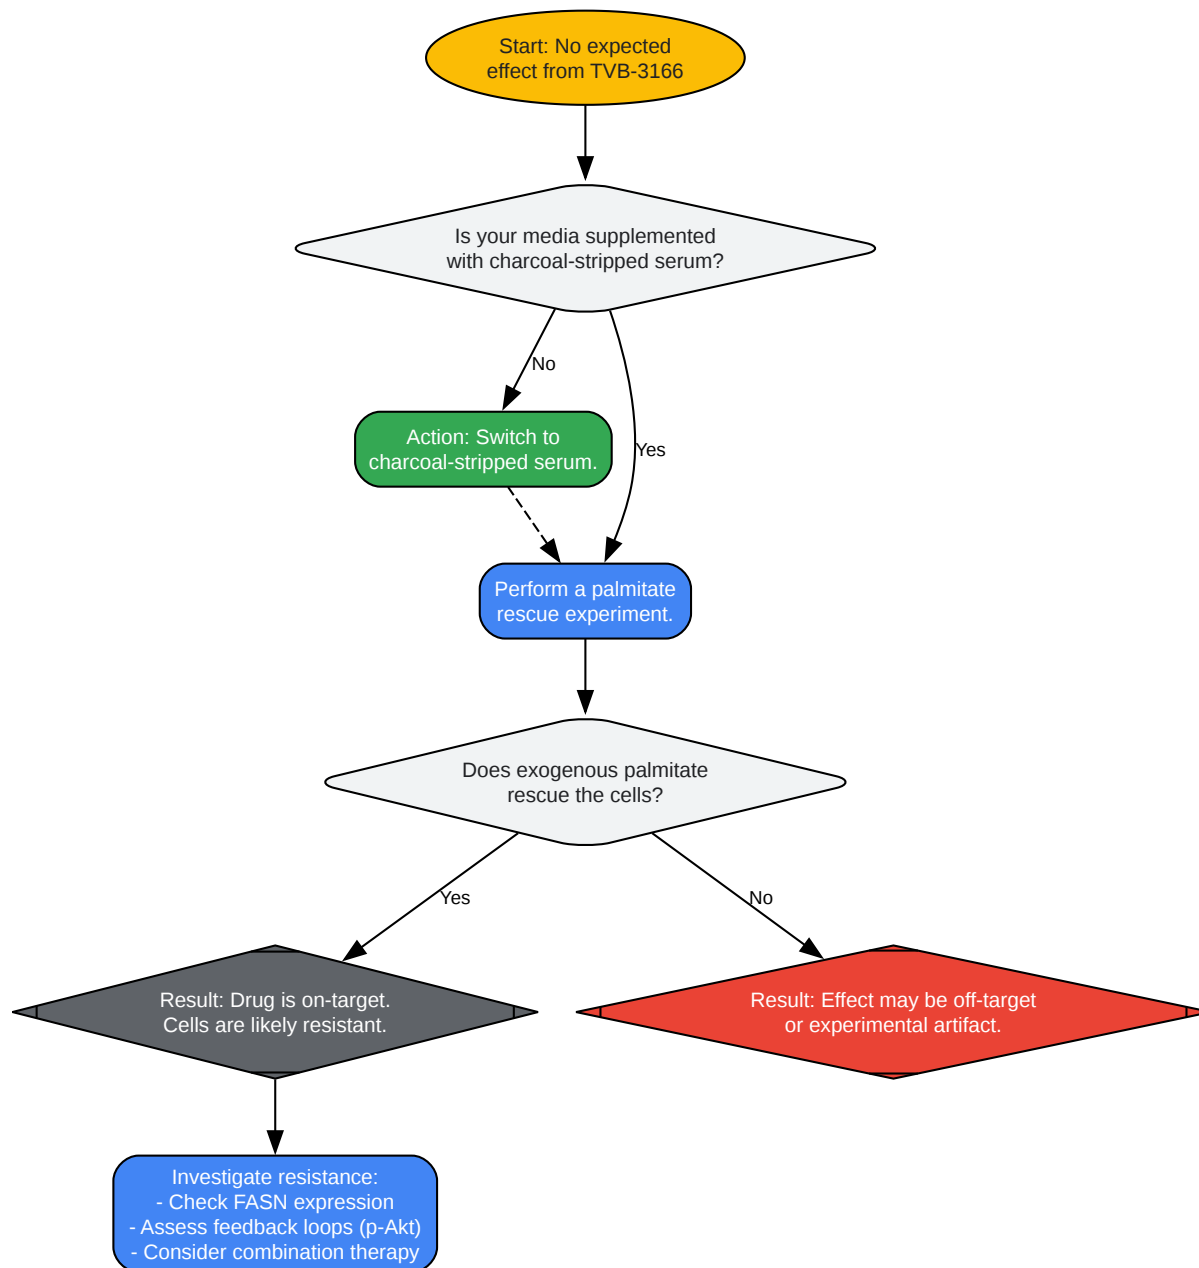 Start: No expected
effect from TVB-3166
Is your media supplemented
with charcoal-stripped serum?
No
Action: Switch to
charcoal-stripped serum.
Yes
Perform a palmitate
rescue experiment.
Does exogenous palmitate
rescue the cells?
Yes
No
Result: Drug is on-target.
Cells are likely resistant.
Result: Effect may be off-target
or experimental artifact.
Investigate resistance:
- Check FASN expression
- Assess feedback loops (p-Akt)
- Consider combination therapy